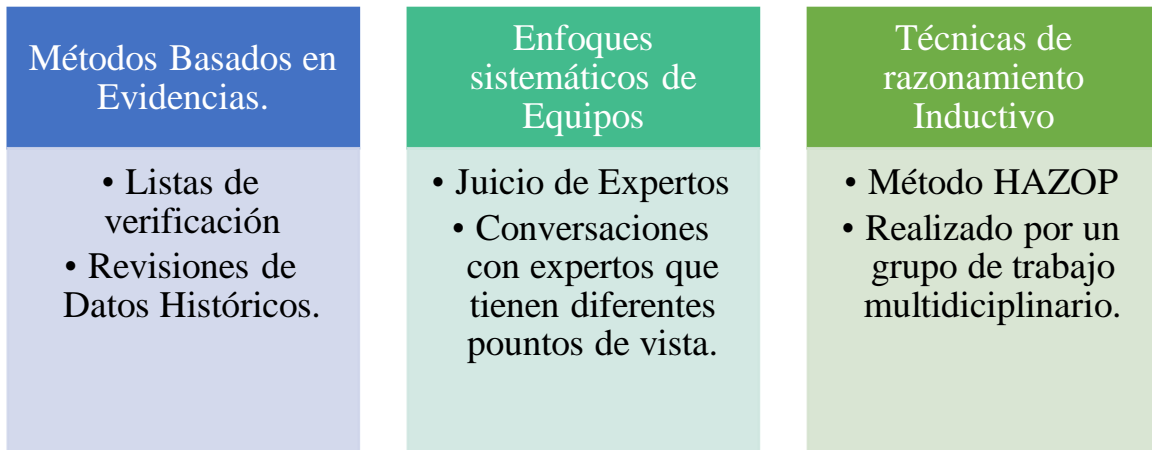 Métodos Basados en
Evidencias.
• Listas de
verificación
• Revisiones de
Datos Históricos.
Enfoques
sistemáticos de
Equipos
• Juicio de Expertos
• Conversaciones
con expertos que
tienen diferentes
pountos de vista.
Técnicas de
razonamiento
Inductivo
• Método HAZOP
• Realizado por un
grupo de trabajo
multidiciplinario.